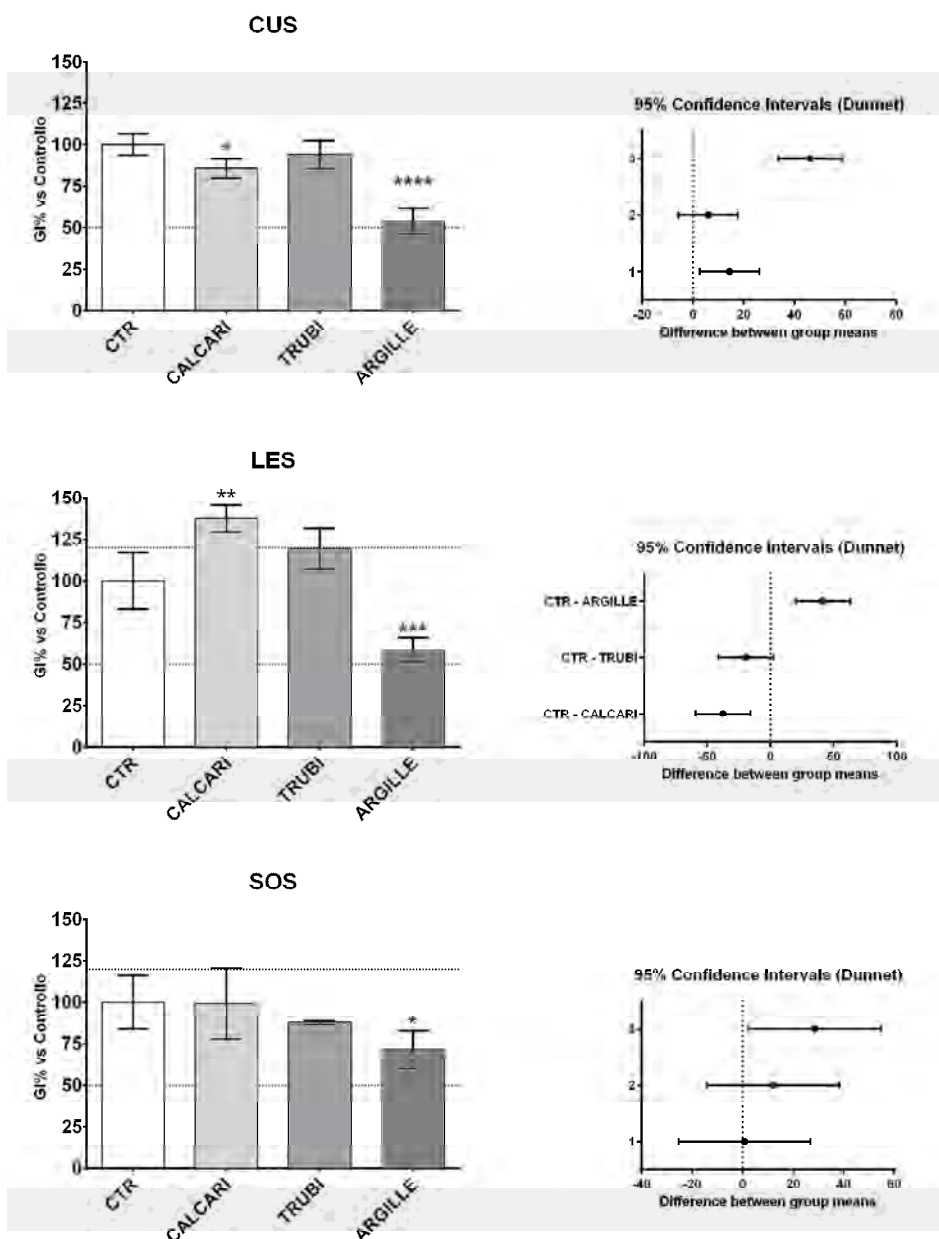 CUS
GI% vs Controllo
150
125
100
75
50
25
0
*
****
CTR
CALCARI
TRUBI
ARGILLE
95% Confidence Intervals (Dunnet)
3
2
1
-20 0 20 40 60 80
Difference between group means
LES
GI% vs Controllo
150
125
100
75
50
25
0
**
***
CTR
CALCARI
TRUBI
ARGILLE
95% Confidence Intervals (Dunnet)
CTR - ARGILLE
CTR - TRUBI
CTR - CALCARI
-100 -50 0 50 100
Difference between group means
SOS
GI% vs Controllo
150
125
100
75
50
25
0
*
CTR
CALCARI
TRUBI
ARGILLE
95% Confidence Intervals (Dunnet)
3
2
1
-40 -20 0 20 40 60
Difference between group means